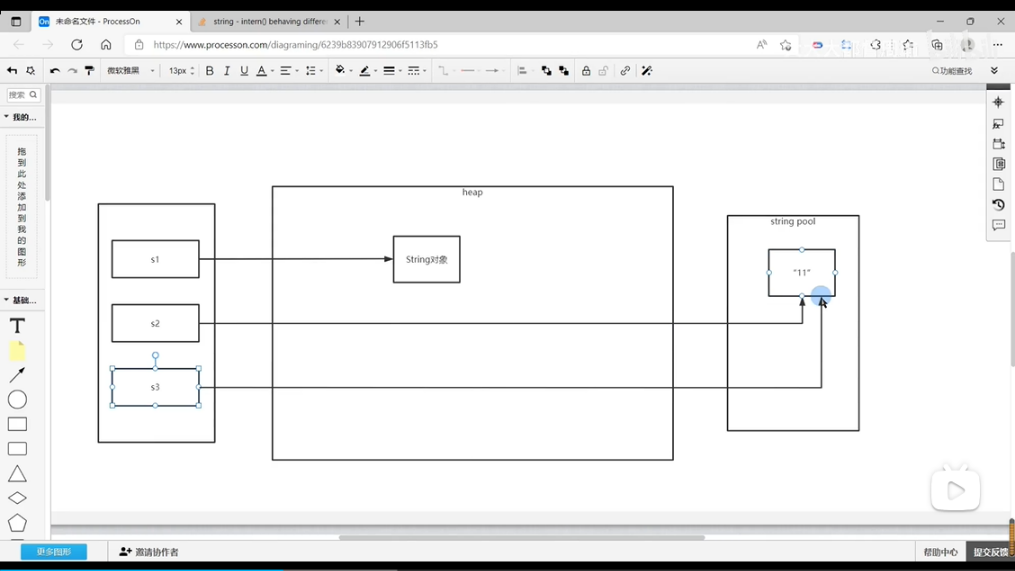 未命名文件 - ProcessOn
string - intern() behaving differe
https://www.processon.com/diagraming/6239b83907912906f5113fb5
微软雅黑
13px
B I U A
功能查找
搜索
我的...
拖到此处添加到我的图形
基础...
T
heap
string pool
s1
String对象
"11"
s2
s3
更多图形
邀请协作者
帮助中心
提交反馈